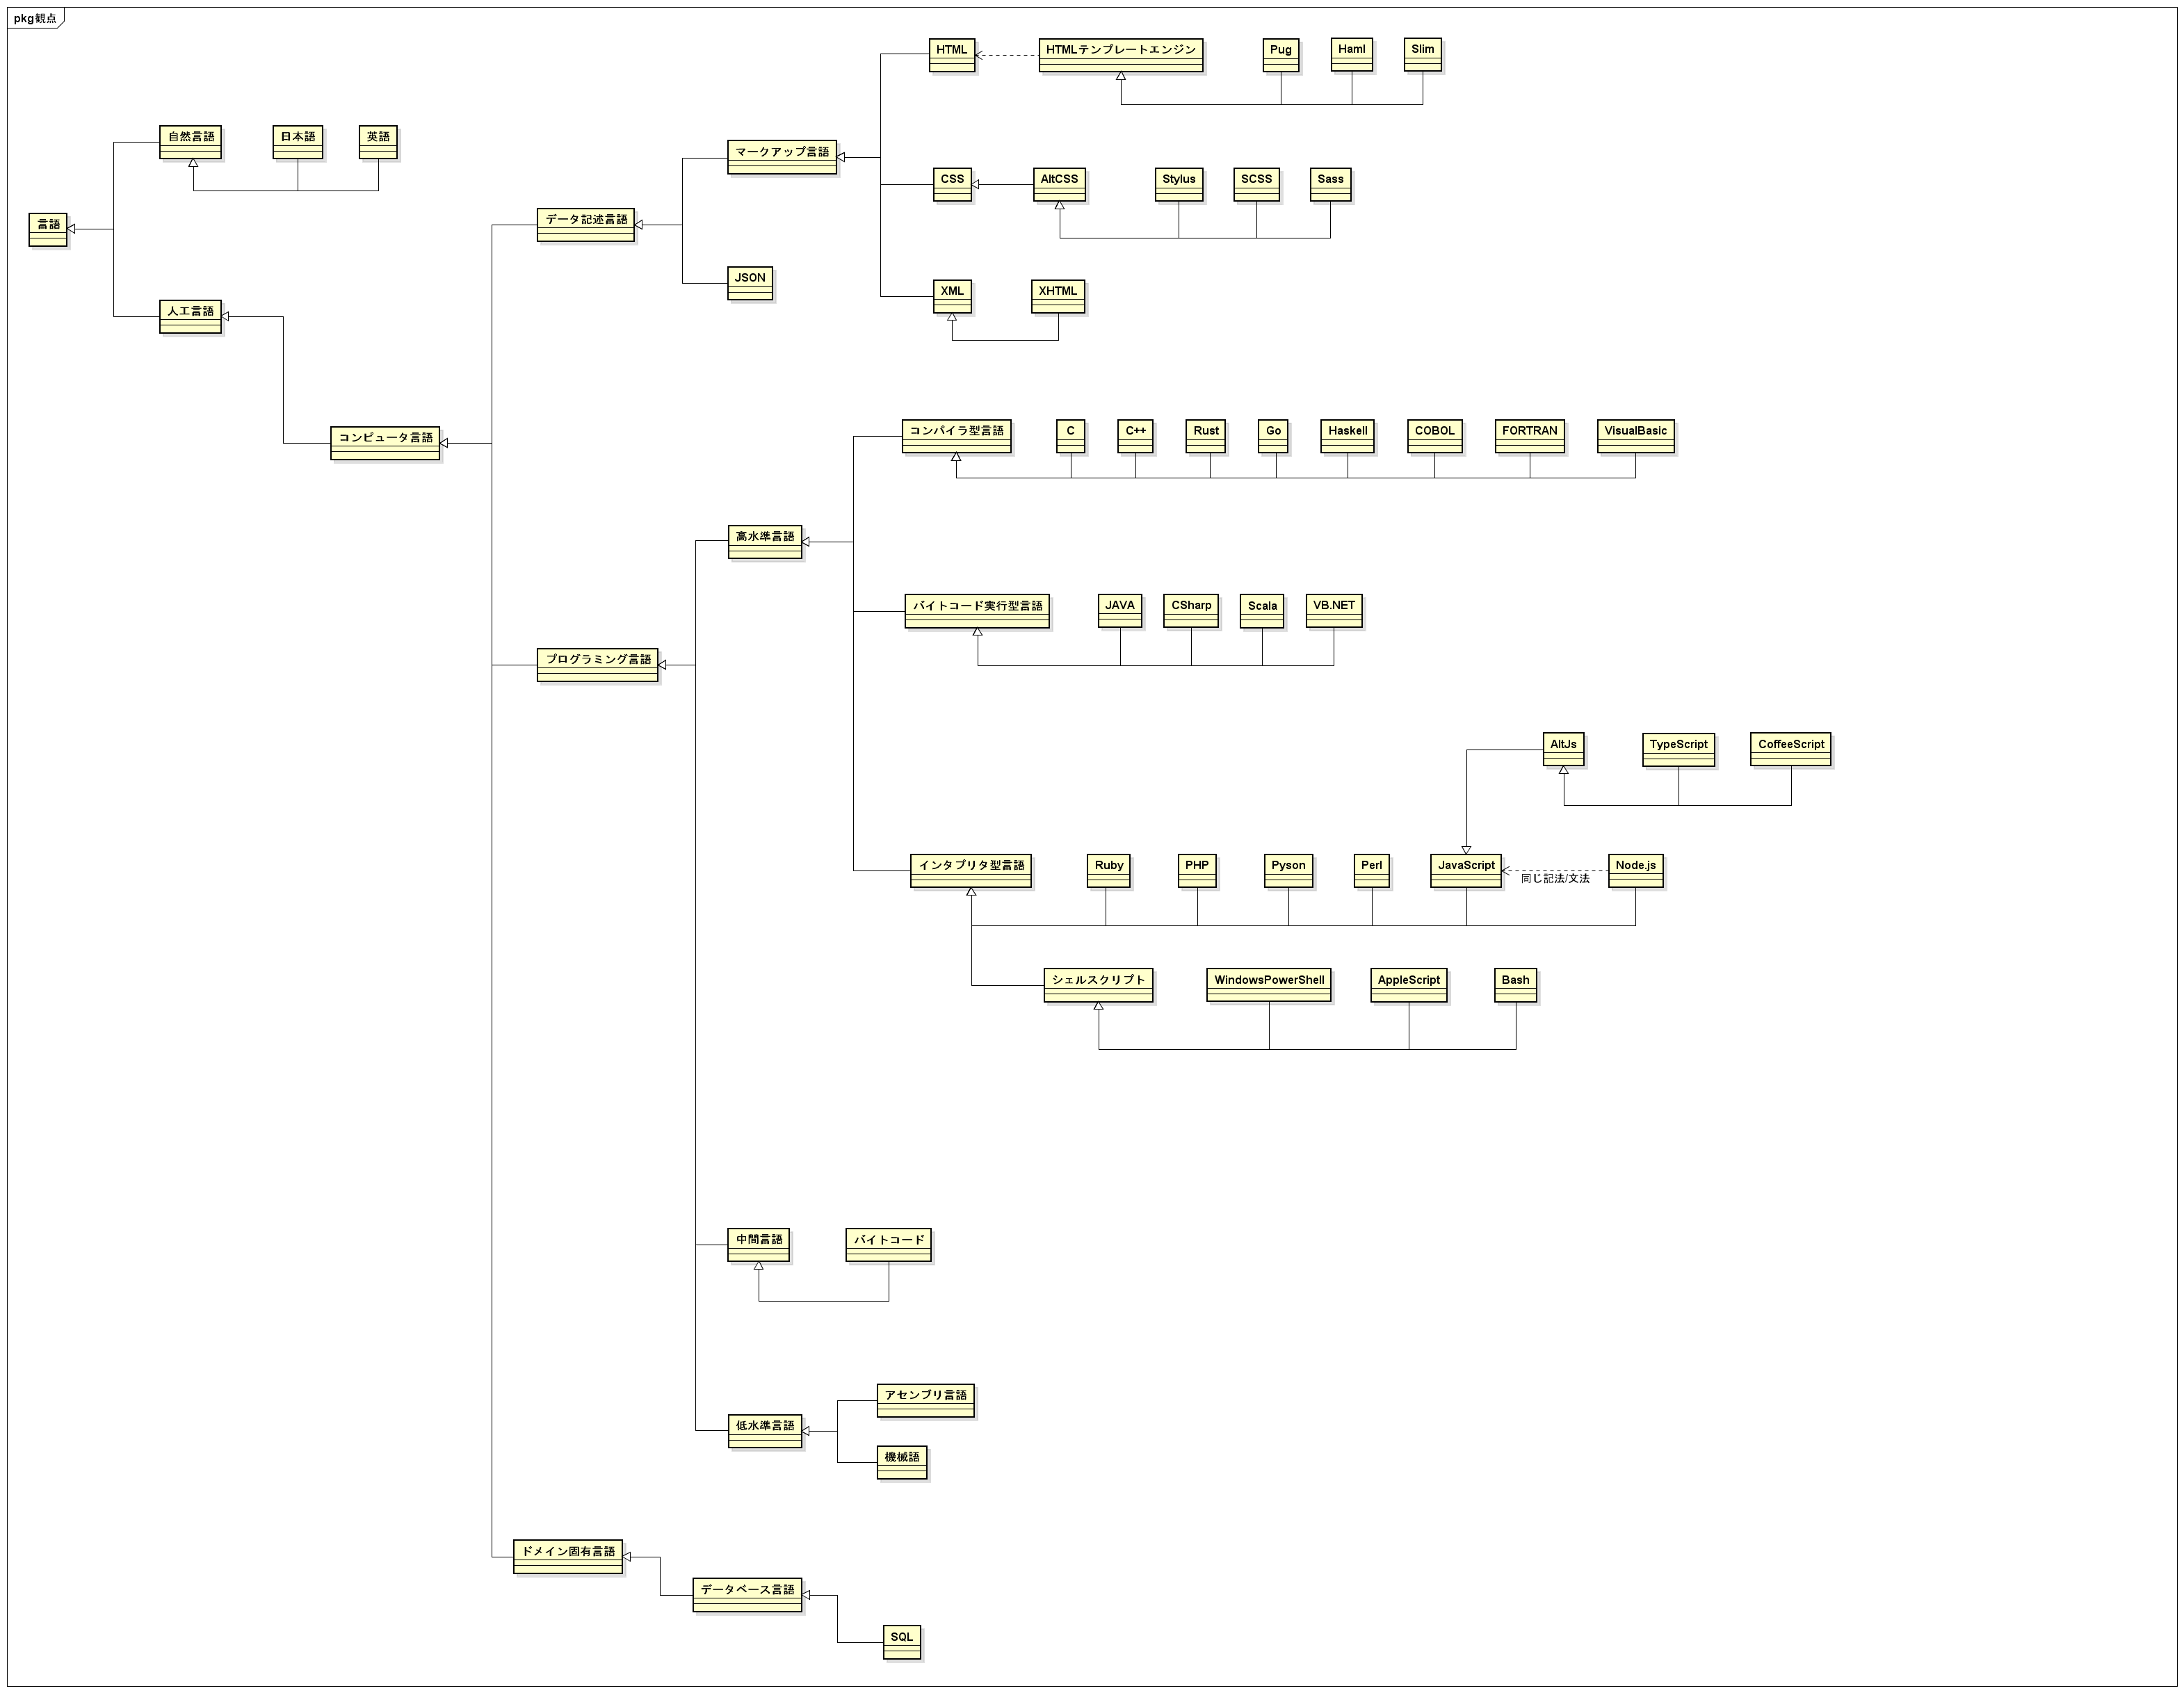 pkg 観点
HTML
HTMLテンプレートエンジン
Pug
Haml
Slim
自然言語
日本語
英語
マークアップ言語
CSS
AltCSS
Stylus
SCSS
Sass
言語
データ記述言語
JSON
XML
XHTML
人工言語
コンピュータ言語
コンパイラ型言語
C
C++
Rust
Go
Haskell
COBOL
FORTRAN
VisualBasic
高水準言語
バイトコード実行型言語
JAVA
CSharp
Scala
VB.NET
プログラミング言語
AltJs
TypeScript
CoffeeScript
インタプリタ型言語
Ruby
PHP
Pyson
Perl
JavaScript
Node.js
同じ記法/文法
シェルスクリプト
WindowsPowerShell
AppleScript
Bash
中間言語
バイトコード
アセンブリ言語
低水準言語
機械語
ドメイン固有言語
データベース言語
SQL